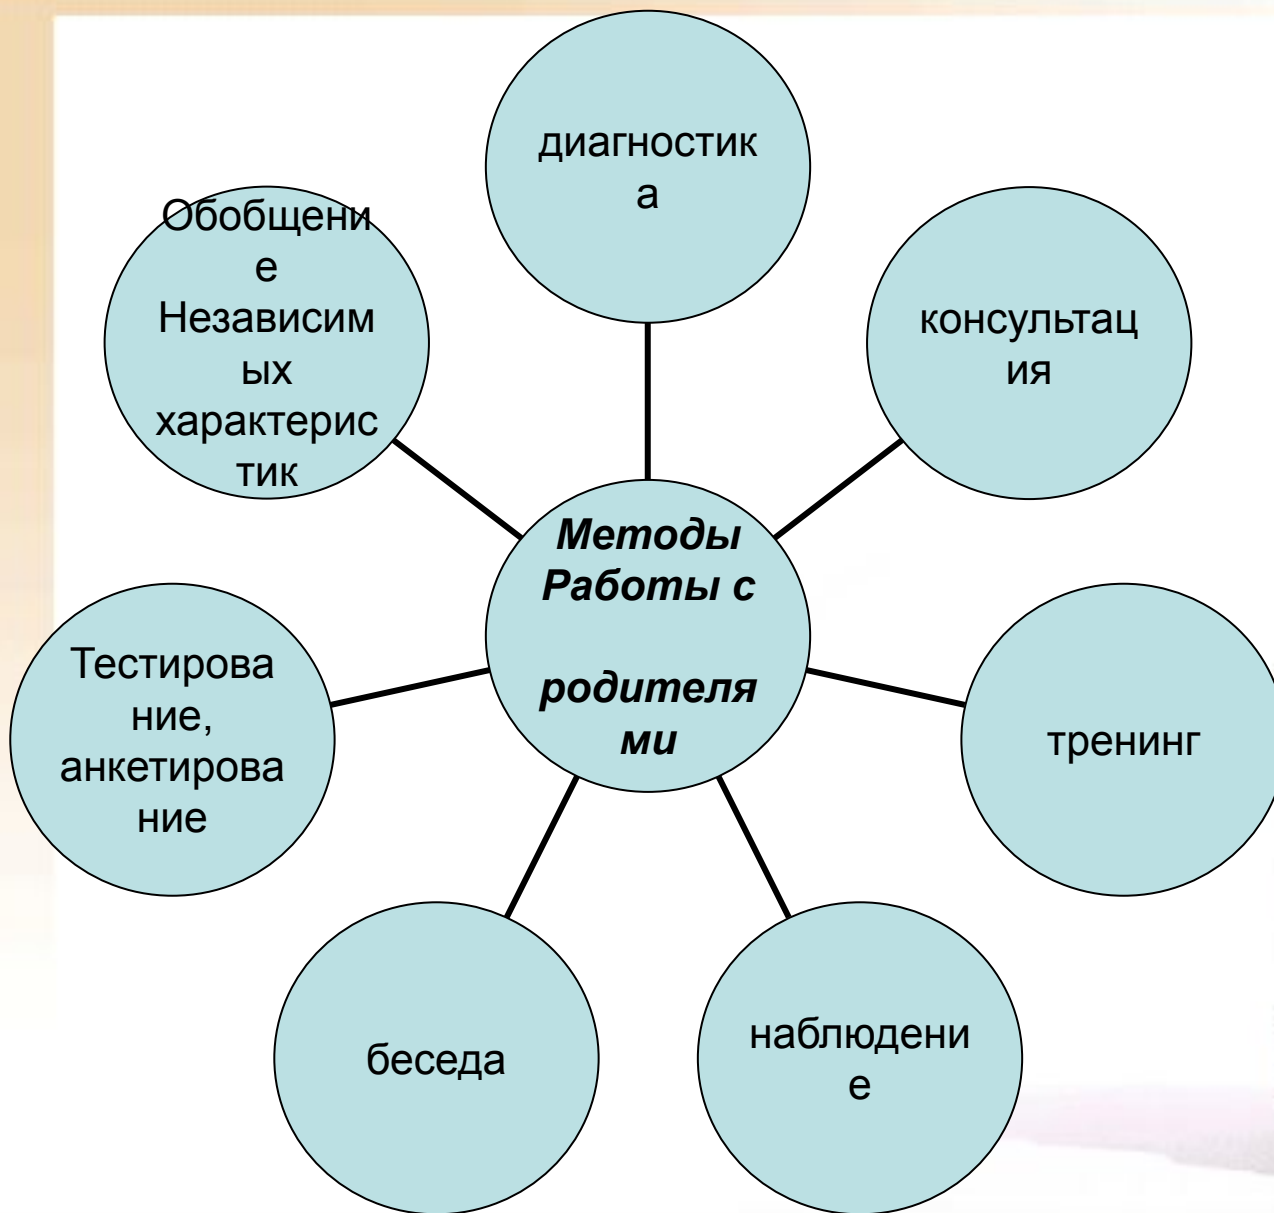 диагностик
а
консультац
ия
тренинг
наблюдени
е
беседа
Тестирова
ние,
анкетирова
ние
Обобщени
е
Независим
ых
характерис
тик
Методы
Работы с
родителя
ми